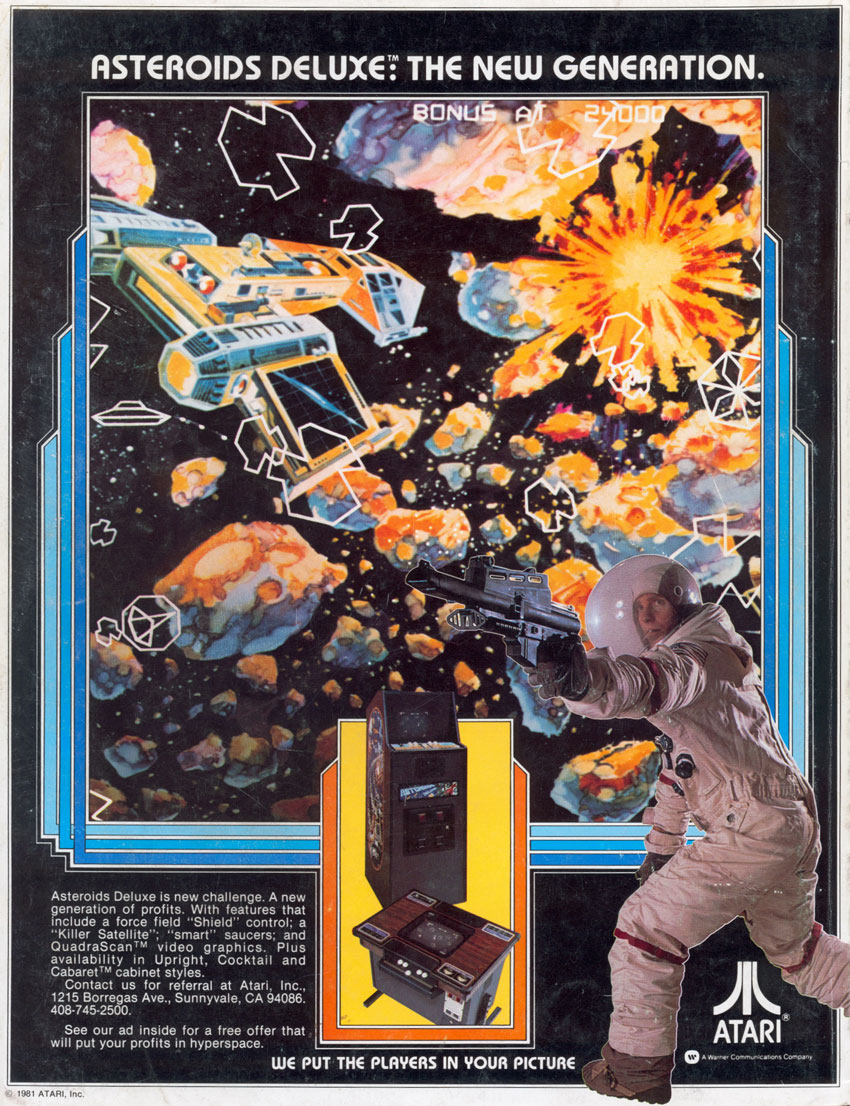 ASTEROIDS DELUXE™: THE NEW GENERATION.
BONUS AT 24000
Asteroids Deluxe is new challenge. A new
generation of profits. With features that
include a force field "Shield" control; a
"Killer Satellite"; "smart" saucers; and
QuadraScan™ video graphics. Plus
availability in Upright, Cocktail and
Cabaret™ cabinet styles.
Contact us for referral at Atari, Inc.,
1215 Borregas Ave., Sunnyvale, CA 94086.
408-745-2500.
See our ad inside for a free offer that
will put your profits in hyperspace.
WE PUT THE PLAYERS IN YOUR PICTURE
ATARI®
A Warner Communications Company
© 1981 ATARI, Inc.